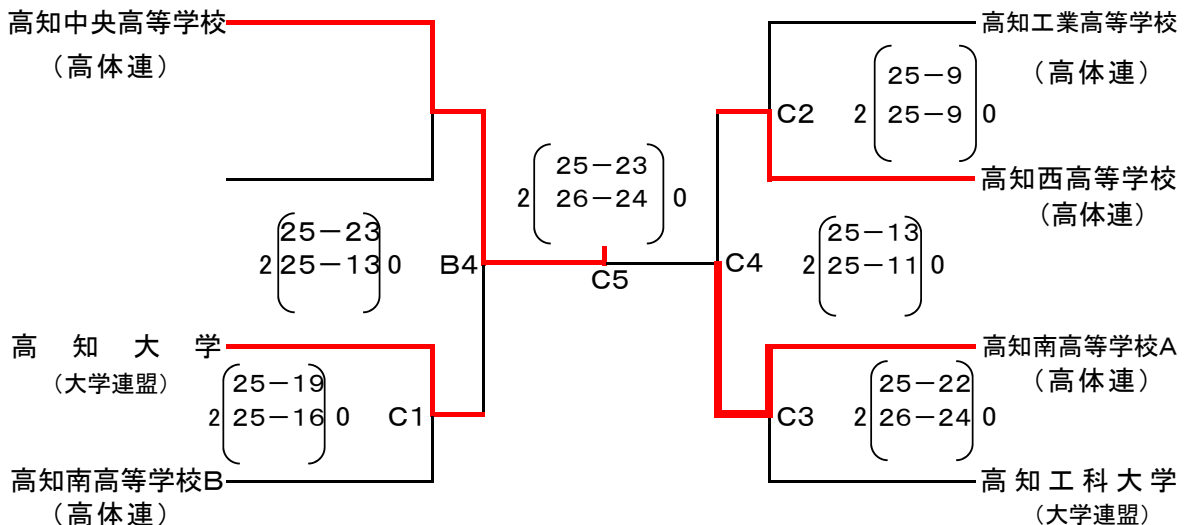 高知中央高等学校
（高体連）
2 25－23 0
25－13
B4
高知大学
（大学連盟）
2 25－19 0
25－16
C1
高知南高等学校B
（高体連）
2 25－23 0
26－24
C5
高知工業高等学校
（高体連）
2 25－9 0
25－9
C2
高知西高等学校
（高体連）
C4
2 25－13 0
25－11
高知南高等学校A
（高体連）
C3
2 25－22 0
26－24
高知工科大学
（大学連盟）